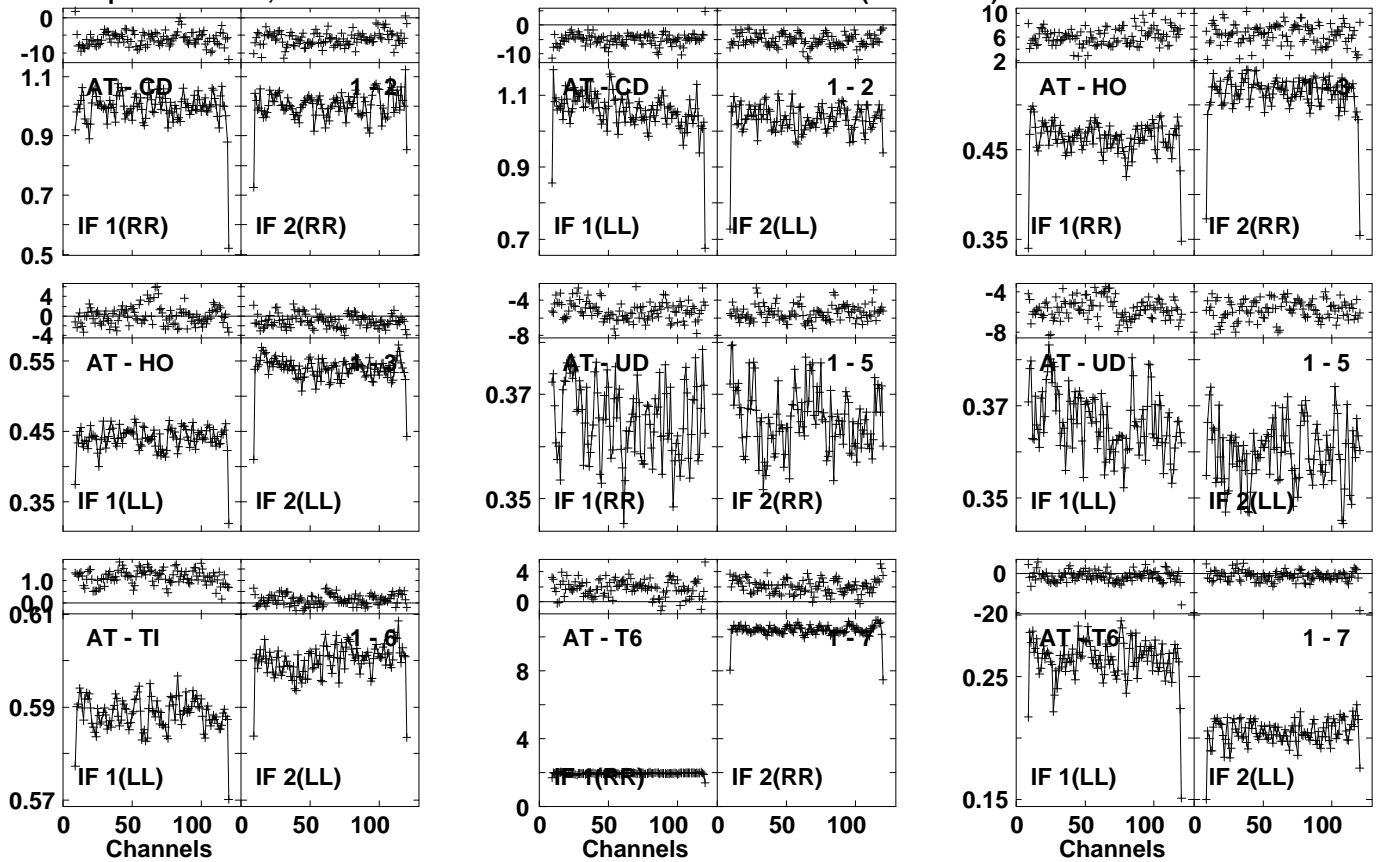 0
-10
1.1
0.9
0.7
0.5
AT - CD
1 - 2
IF 1(RR)
IF 2(RR)
0
-10
1.1
0.9
0.7
AT - CD
1 - 2
IF 1(LL)
IF 2(LL)
10
6
2
0.45
0.35
AT - HO
1 - 3
IF 1(RR)
IF 2(RR)
4
0
-4
0.55
0.45
0.35
AT - HO
1 - 3
IF 1(LL)
IF 2(LL)
-4
-8
0.37
0.35
AT - UD
1 - 5
IF 1(RR)
IF 2(RR)
-4
-8
0.37
0.35
AT - UD
1 - 5
IF 1(LL)
IF 2(LL)
1.0
0.0
0.61
0.59
0.57
AT - TI
1 - 6
IF 1(LL)
IF 2(LL)
0 50 100 0 50 100
Channels
4
0
8
4
0
AT - T6
1 - 7
IF 1(RR)
IF 2(RR)
0 50 100 0 50 100
Channels
0
-20
0.25
0.15
AT - T6
1 - 7
IF 1(LL)
IF 2(LL)
0 50 100 0 50 100
Channels